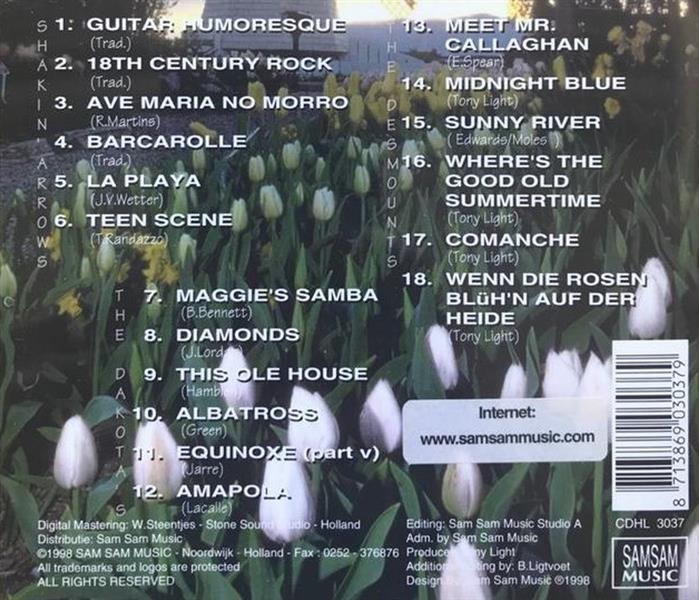 SHAKIN' ARROWS
1. GUITAR HUMORESQUE
(Trad.)
2. 18TH CENTURY ROCK
(Trad.)
3. AVE MARIA NO MORRO
(R.Martins)
4. BARCAROLLE
(Trad.)
5. LA PLAYA
(J.V.Wetter)
6. TEEN SCENE
(T.Randazzo)
THE DAKOTA'S
7. MAGGIE'S SAMBA
(B.Bennett)
8. DIAMONDS
(J.Lord
9. THIS OLE HOUSE
(Hamble
10. ALBATROSS
(Green)
11. EQUINOXE (part v)
(Jarre)
12. AMAPOLA
(Lacalle)
THE DESMOUNTS
13. MEET MR.
CALLAGHAN
(E.Spear)
14. MIDNIGHT BLUE
(Tony Light)
15. SUNNY RIVER
( Edwards/Moles )
16. WHERE'S THE
GOOD OLD
SUMMERTIME
(Tony Light)
17. COMANCHE
(Tony Light)
18. WENN DIE ROSEN
BLüH'N AUF DER
HEIDE
(Tony Light)
Internet:
www.samsammusic.com
8 713869 030379
CDHL 3037
SAMSAM
MUSIC
Digital Mastering: W.Steentjes - Stone Sound Studio - Holland
Distributie: Sam Sam Music
©1998 SAM SAM MUSIC - Noordwijk - Holland - Fax : 0252 - 376876
All trademarks and logos are protected
ALL RIGHTS RESERVED
Editing: Sam Sam Music Studio A
Adm. by Sam Sam Music
Producer: Tony Light
Additional editing by: B.Ligtvoet
Design by Sam Sam Music ©1998